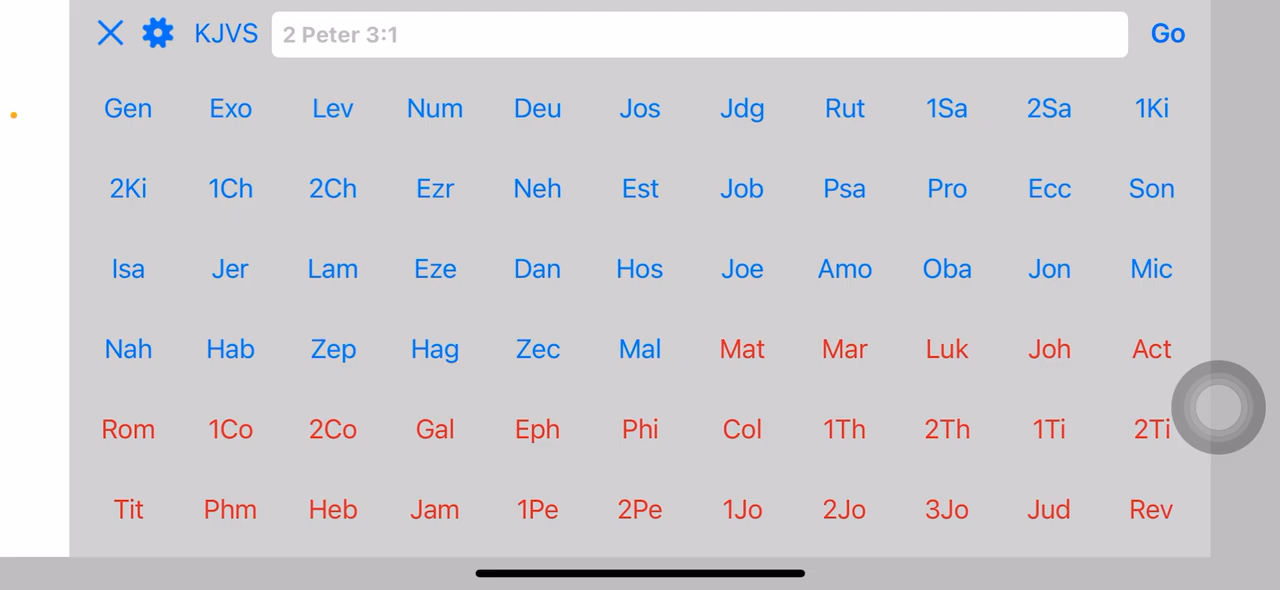 KJVS 2 Peter 3:1 Go
Gen Exo Lev Num Deu Jos Jdg Rut 1Sa 2Sa 1Ki
2Ki 1Ch 2Ch Ezr Neh Est Job Psa Pro Ecc Son
Isa Jer Lam Eze Dan Hos Joe Amo Oba Jon Mic
Nah Hab Zep Hag Zec Mal Mat Mar Luk Joh Act
Rom 1Co 2Co Gal Eph Phi Col 1Th 2Th 1Ti 2Ti
Tit Phm Heb Jam 1Pe 2Pe 1Jo 2Jo 3Jo Jud Rev